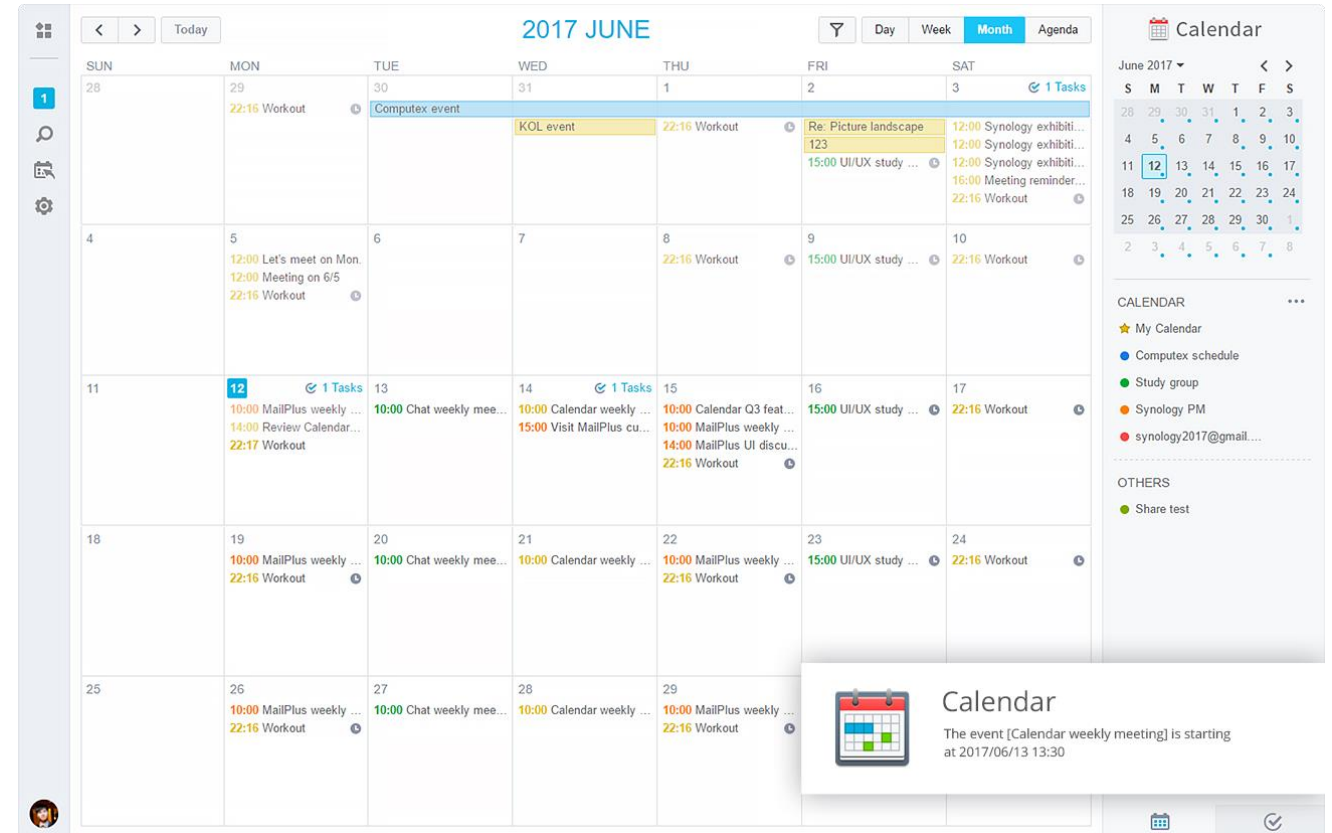 Today
2017 JUNE
Day Week Month Agenda
SUN MON TUE WED THU FRI SAT
28 29 30 31 1 2 3 1 Tasks
22:16 Workout
Computex event
KOL event
22:16 Workout
Re: Picture landscape
123
15:00 UI/UX study ...
12:00 Synology exhibiti...
12:00 Synology exhibiti...
12:00 Synology exhibiti...
16:00 Meeting reminder...
22:16 Workout
4 5 6 7 8 9 10
12:00 Let's meet on Mon.
12:00 Meeting on 6/5
22:16 Workout
22:16 Workout
15:00 UI/UX study ...
22:16 Workout
11 12 1 Tasks 13 14 1 Tasks 15 16 17
10:00 MailPlus weekly ...
14:00 Review Calendar...
22:17 Workout
10:00 Chat weekly mee...
10:00 Calendar weekly ...
15:00 Visit MailPlus cu...
10:00 Calendar Q3 feat...
10:00 MailPlus weekly ...
14:00 MailPlus UI discu...
22:16 Workout
15:00 UI/UX study ...
22:16 Workout
18 19 20 21 22 23 24
10:00 MailPlus weekly ...
22:16 Workout
10:00 Chat weekly mee...
10:00 Calendar weekly ...
10:00 MailPlus weekly ...
22:16 Workout
15:00 UI/UX study ...
22:16 Workout
25 26 27 28 29
10:00 MailPlus weekly ...
22:16 Workout
10:00 Chat weekly mee...
10:00 Calendar weekly ...
10:00 MailPlus weekly ...
22:16 Workout
1
Calendar
June 2017
S M T W T F S
28 29 30 31 1 2 3
4 5 6 7 8 9 10
11 12 13 14 15 16 17
18 19 20 21 22 23 24
25 26 27 28 29 30 1
2 3 4 5 6 7 8
CALENDAR
My Calendar
Computex schedule
Study group
Synology PM
synology2017@gmail....
OTHERS
Share test
Calendar
The event [Calendar weekly meeting] is starting
at 2017/06/13 13:30